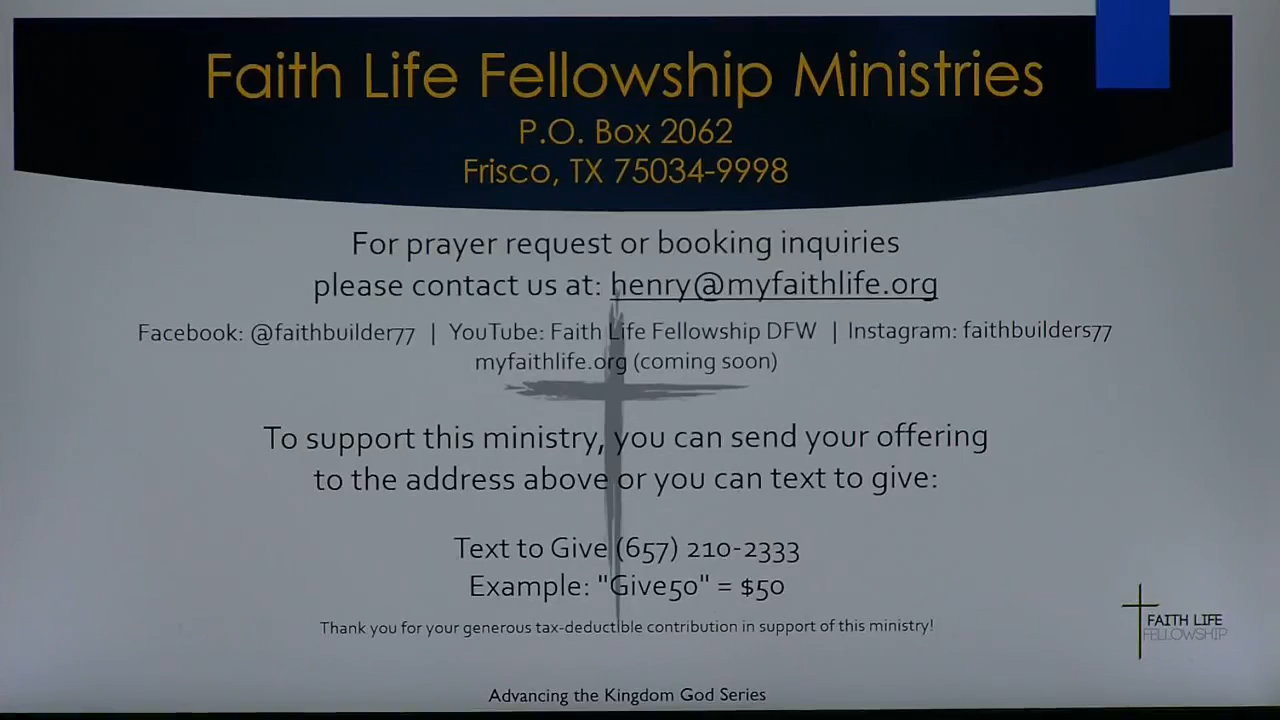 Faith Life Fellowship Ministries
P.O. Box 2062
Frisco, TX 75034-9998
For prayer request or booking inquiries
please contact us at: henry@myfaithlife.org
Facebook: @faithbuilder77 | YouTube: Faith Life Fellowship DFW | Instagram: faithbuilders77
myfaithlife.org (coming soon)
To support this ministry, you can send your offering
to the address above or you can text to give:
Text to Give (657) 210-2333
Example: "Give50" = $50
Thank you for your generous tax-deductible contribution in support of this ministry!
FAITH LIFE
FELLOWSHIP
Advancing the Kingdom God Series